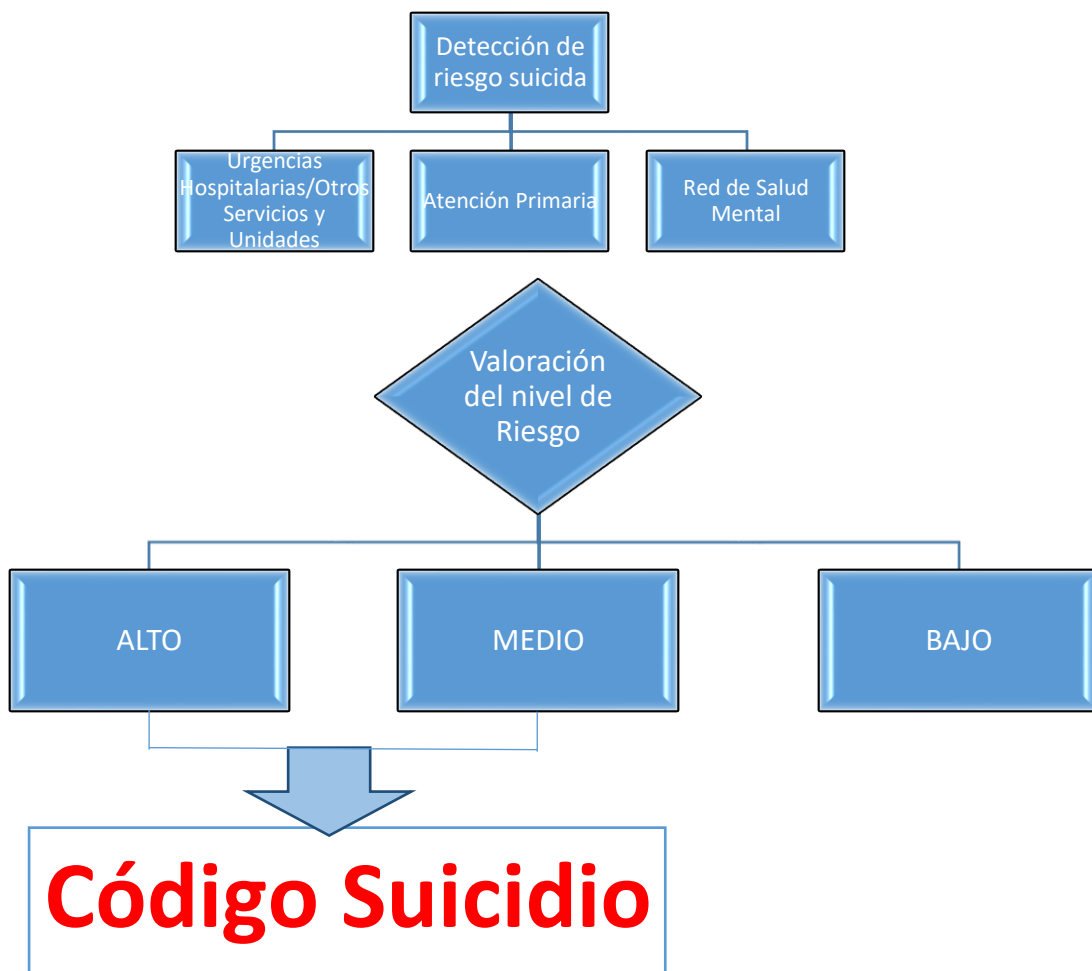 Detección de
riesgo suicida
Urgencias
Hospitalarias/Otros
Servicios y
Unidades
Atención Primaria
Red de Salud
Mental
Valoración
del nivel de
Riesgo
ALTO
MEDIO
BAJO
Código Suicidio